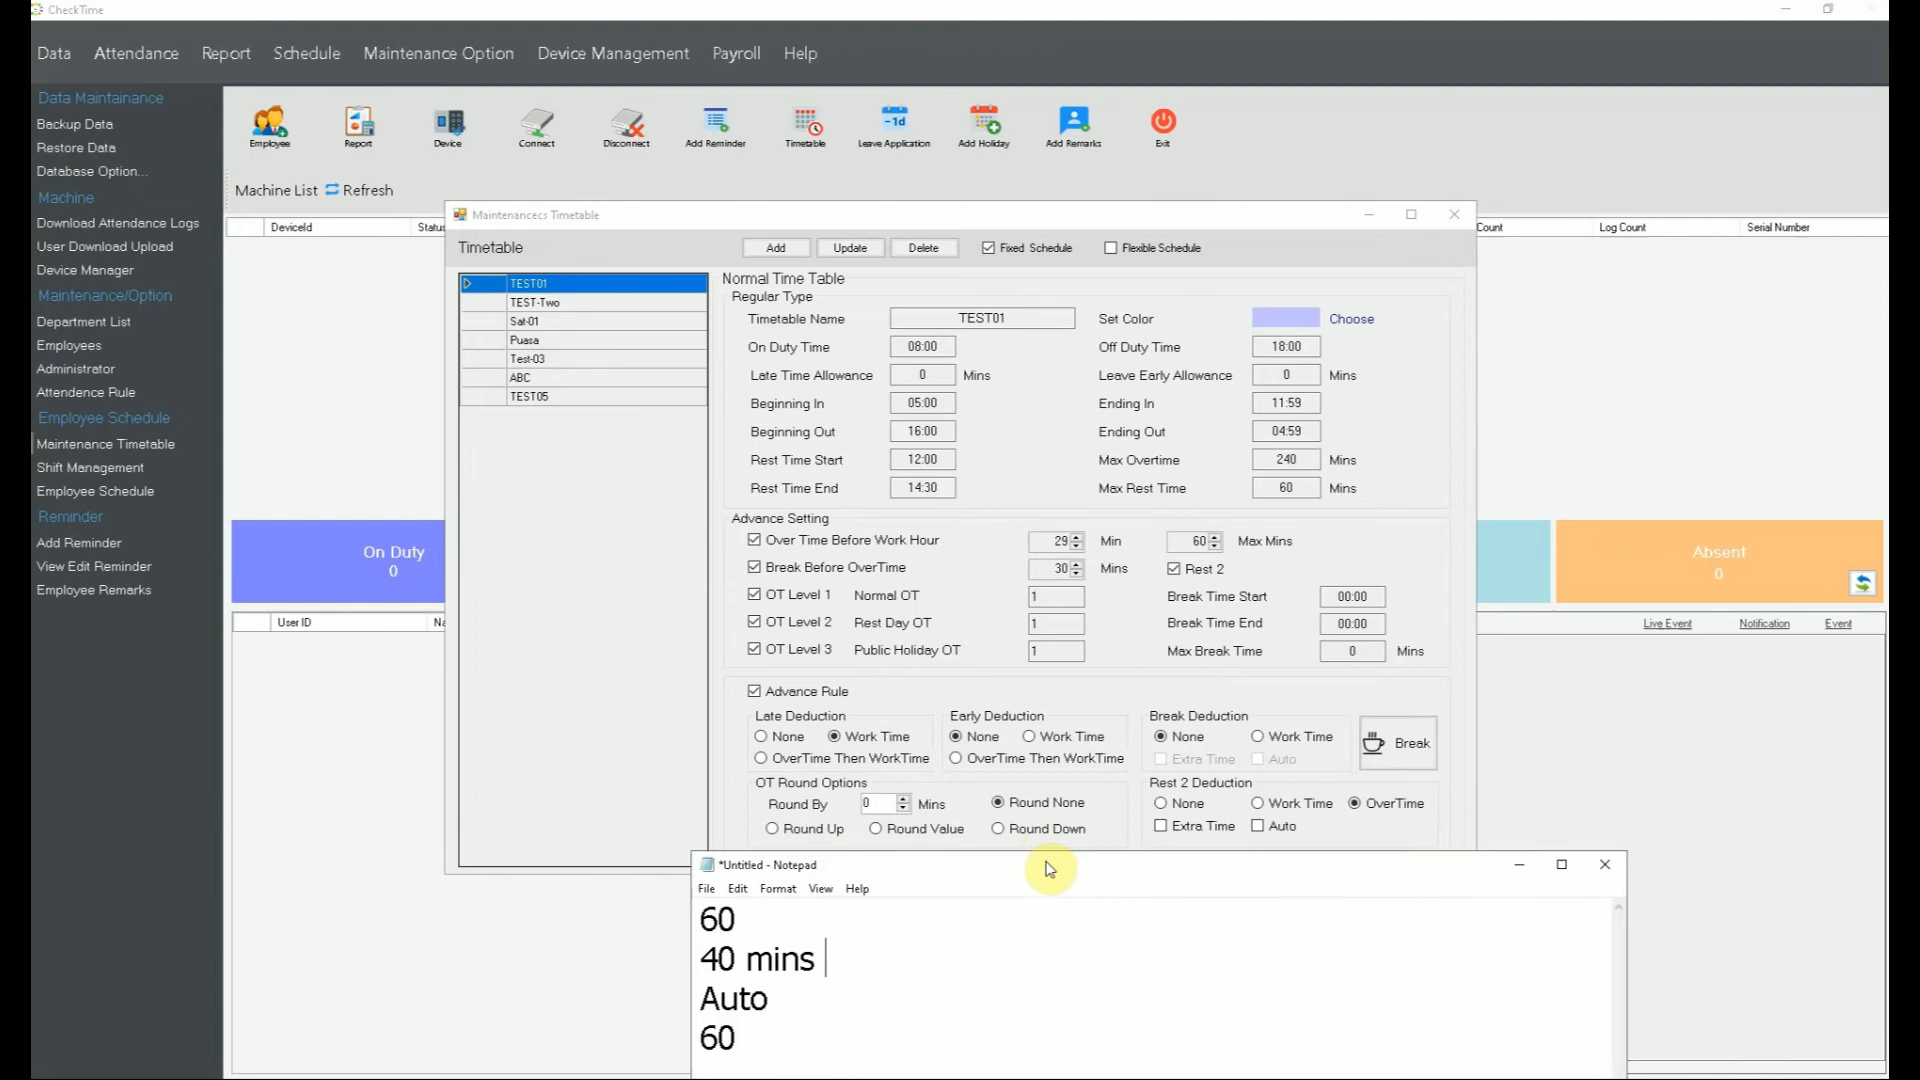 CheckTime
Data Attendance Report Schedule Maintenance Option Device Management Payroll Help
Data Maintainance
Backup Data
Restore Data
Database Option...
Machine
Download Attendance Logs
User Download Upload
Device Manager
Maintenance/Option
Department List
Employees
Administrator
Attendence Rule
Employee Schedule
Maintenance Timetable
Shift Management
Employee Schedule
Reminder
Add Reminder
View Edit Reminder
Employee Remarks
Employee Report Device Connect Disconnect Add Reminder Timetable -1d Leave Application Add Holiday Add Remarks Exit
Machine List Refresh
DeviceId Status Count Log Count Serial Number
On Duty
0
Absent
0
User ID Na Live Event Notification Event
Maintenancecs Timetable
Timetable Add Update Delete Fixed Schedule Flexible Schedule
TEST01
TEST-Two
Sat-01
Puasa
Test-03
ABC
TEST05
Normal Time Table
Regular Type
Timetable Name TEST01 Set Color Choose
On Duty Time 08:00 Off Duty Time 18:00
Late Time Allowance 0 Mins Leave Early Allowance 0 Mins
Beginning In 05:00 Ending In 11:59
Beginning Out 16:00 Ending Out 04:59
Rest Time Start 12:00 Max Overtime 240 Mins
Rest Time End 14:30 Max Rest Time 60 Mins
Advance Setting
Over Time Before Work Hour 29 Min 60 Max Mins
Break Before OverTime 30 Mins Rest 2
OT Level 1 Normal OT 1 Break Time Start 00:00
OT Level 2 Rest Day OT 1 Break Time End 00:00
OT Level 3 Public Holiday OT 1 Max Break Time 0 Mins
Advance Rule
Late Deduction Early Deduction Break Deduction
None Work Time None Work Time None Work Time Break
OverTime Then WorkTime OverTime Then WorkTime Extra Time Auto
OT Round Options Rest 2 Deduction
Round By 0 Mins Round None None Work Time OverTime
Round Up Round Value Round Down Extra Time Auto
*Untitled - Notepad
File Edit Format View Help
60
40 mins
Auto
60